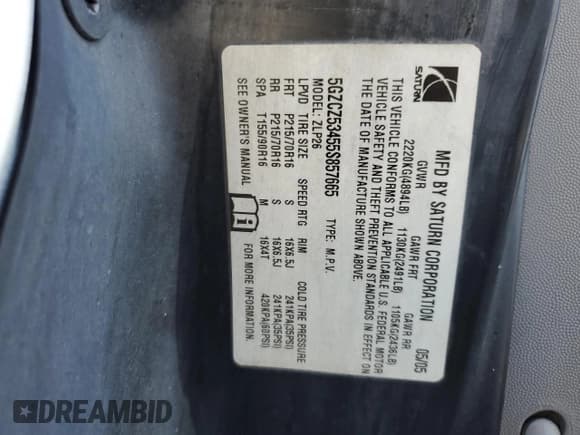 SATURN
MFD BY SATURN CORPORATION 05/05
GVWR GAWR FRT GAWR RR
2220KG(4894LB) 1130KG(2491LB) 1105KG(2436LB)
THIS VEHICLE CONFORMS TO ALL APPLICABLE U.S. FEDERAL MOTOR
VEHICLE SAFETY AND THEFT PREVENTION STANDARDS IN EFFECT ON
THE DATE OF MANUFACTURE SHOWN ABOVE.
5GZCZ53455S857665 TYPE: M.P.V.
MODEL: ZLP26
LPVD TIRE SIZE SPEED RTG RIM COLD TIRE PRESSURE
FRT P215/70R16 S 16X6.5J 241KPA(35PSI)
RR P215/70R16 S 16X6.5J 241KPA(35PSI)
SPA T155/90R16 M 16X4T 420KPA(60PSI)
SEE OWNER'S MANUAL i FOR MORE INFORMATION.
DREAMBID